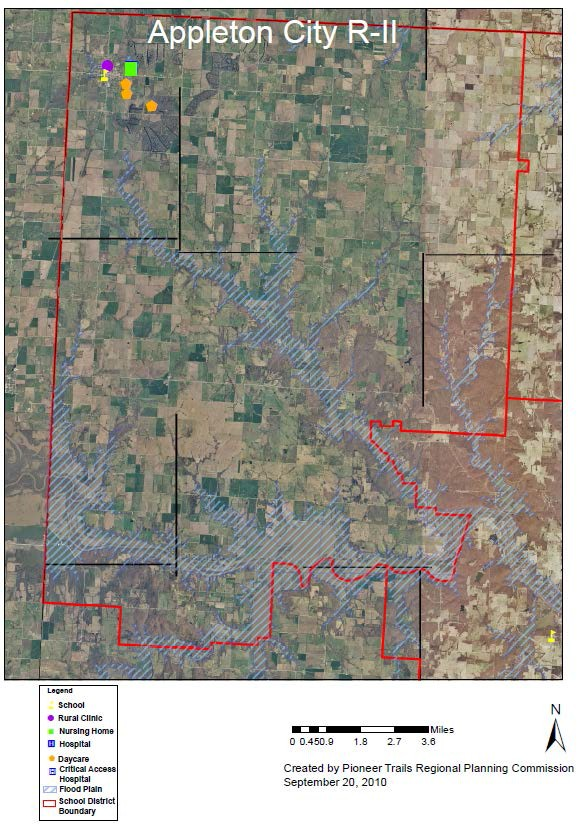 Appleton City R-II
Legend
School
Rural Clinic
Nursing Home
H Hospital
Daycare
Critical Access
Hospital
Flood Plain
School District
Boundary
Miles
0 0.45 0.9 1.8 2.7 3.6
N
Created by Pioneer Trails Regional Planning Commission
September 20, 2010